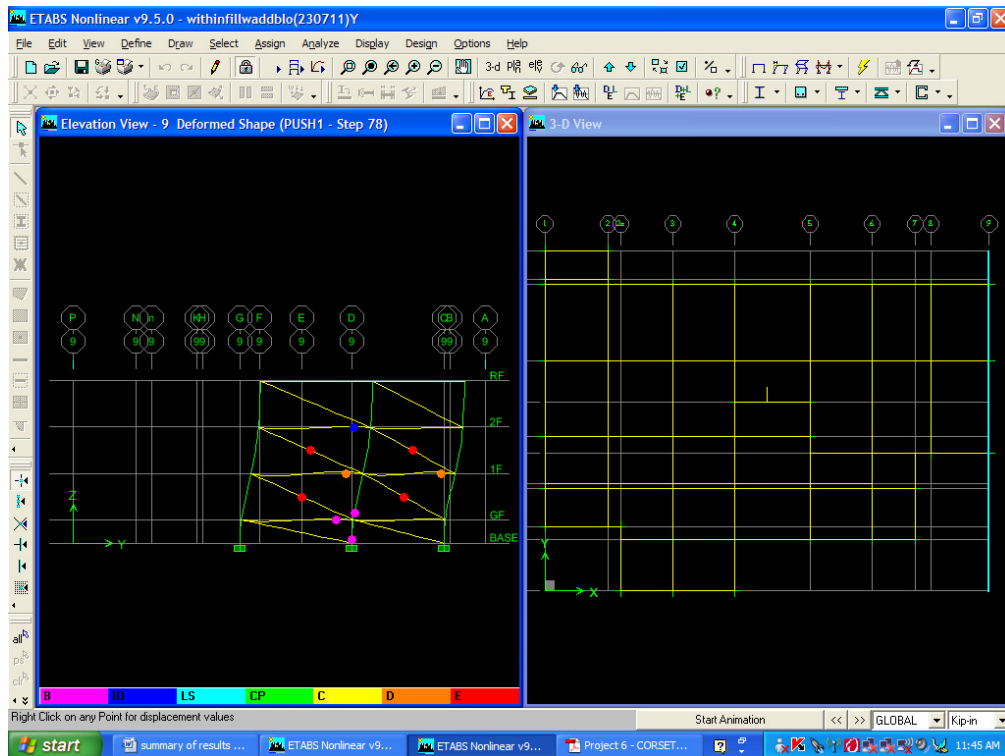 ETABS Nonlinear v9.5.0 - withinfillwaddblo(230711)Y
File Edit View Define Draw Select Assign Analyze Display Design Options Help
3-d
Elevation View - 9 Deformed Shape (PUSH1 - Step 78)
3-D View
1 2 3 4 5 6 7 8 9
P N G F E D A
9 9 9 9 9 9 9
RF
2F
1F
GF
BASE
Z
Y
Y
X
all
ps
clr
B IO LS CP C D E
Right Click on any Point for displacement values
Start Animation << >> GLOBAL Kip-in
start
summary of results ...
ETABS Nonlinear v9...
ETABS Nonlinear v9...
Project 6 - CORSET...
11:45 AM